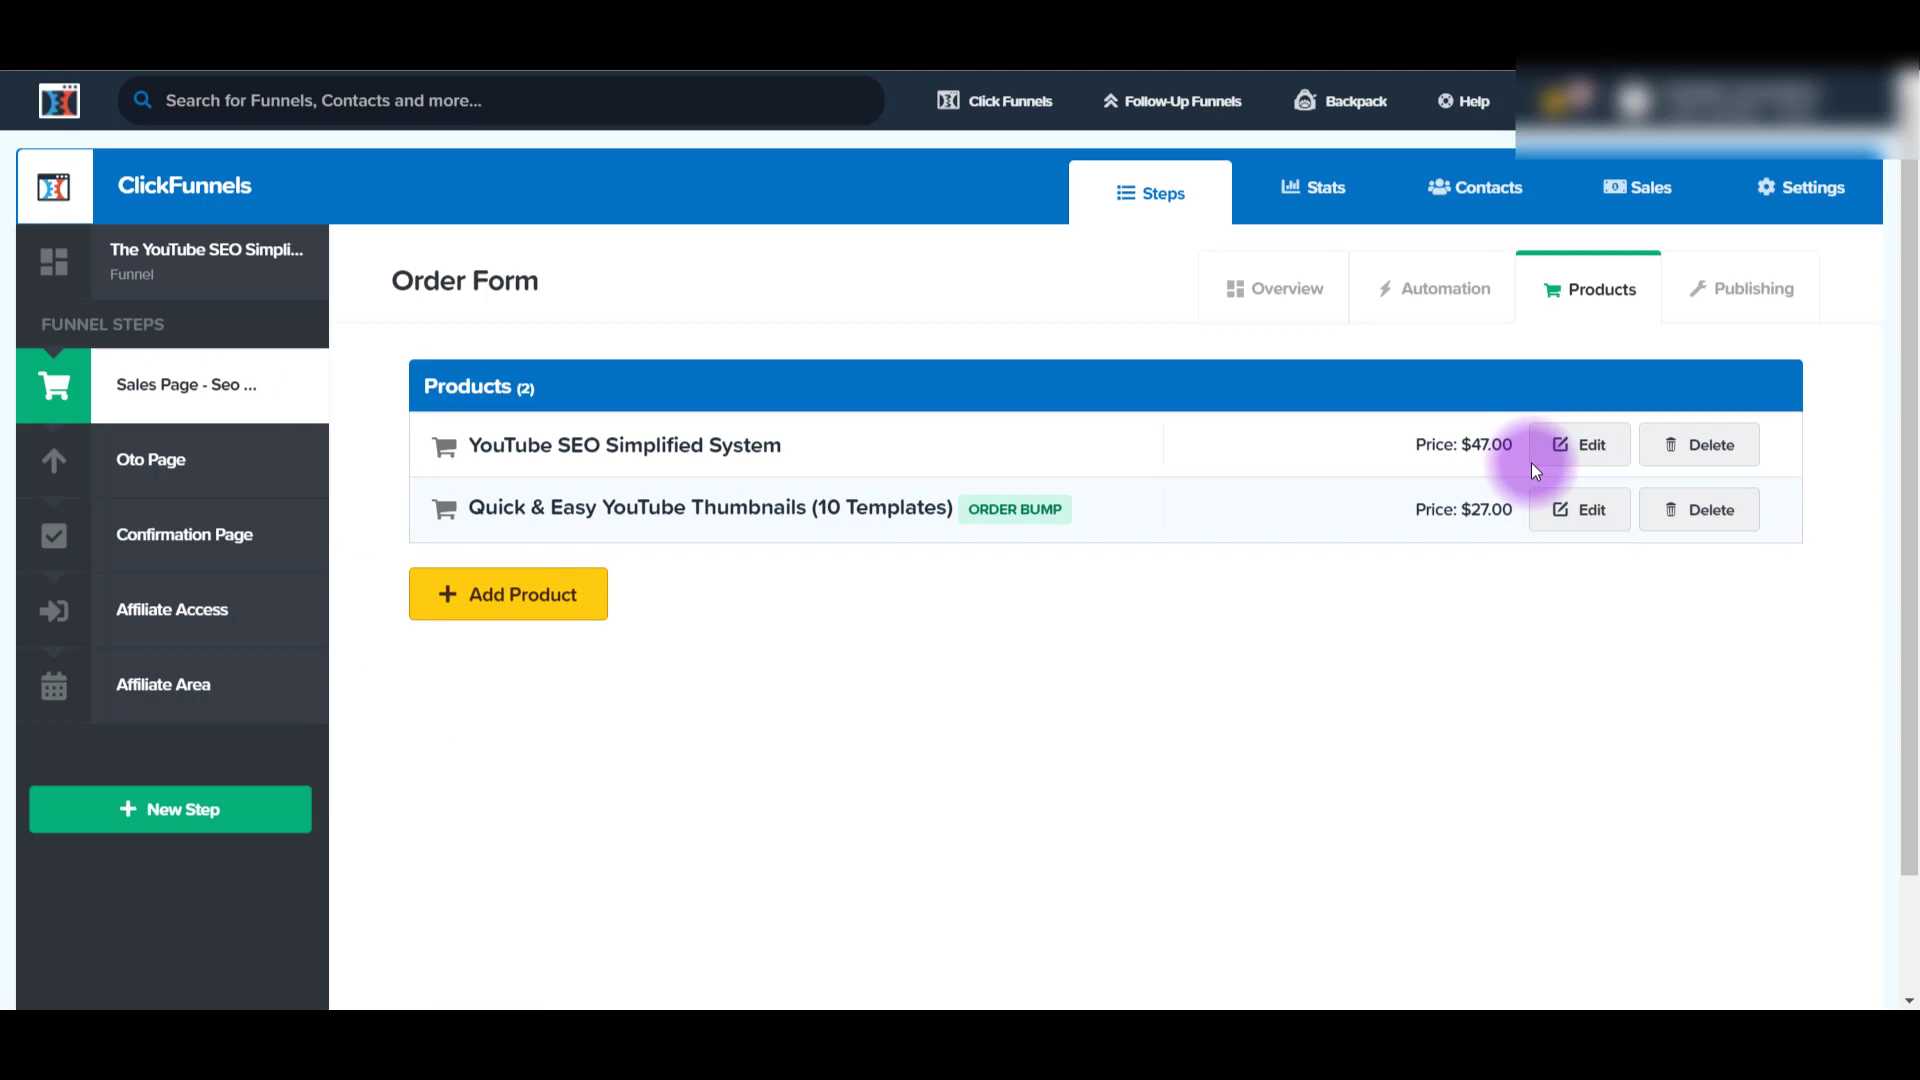 Search for Funnels, Contacts and more...
Click Funnels
Follow-Up Funnels
Backpack
Help
ClickFunnels
Steps
Stats
Contacts
Sales
Settings
The YouTube SEO Simpli...
Funnel
FUNNEL STEPS
Sales Page - Seo ...
Oto Page
Confirmation Page
Affiliate Access
Affiliate Area
+ New Step
Order Form
Overview
Automation
Products
Publishing
Products (2)
YouTube SEO Simplified System
Price: $47.00
Edit
Delete
Quick & Easy YouTube Thumbnails (10 Templates) ORDER BUMP
Price: $27.00
Edit
Delete
+ Add Product